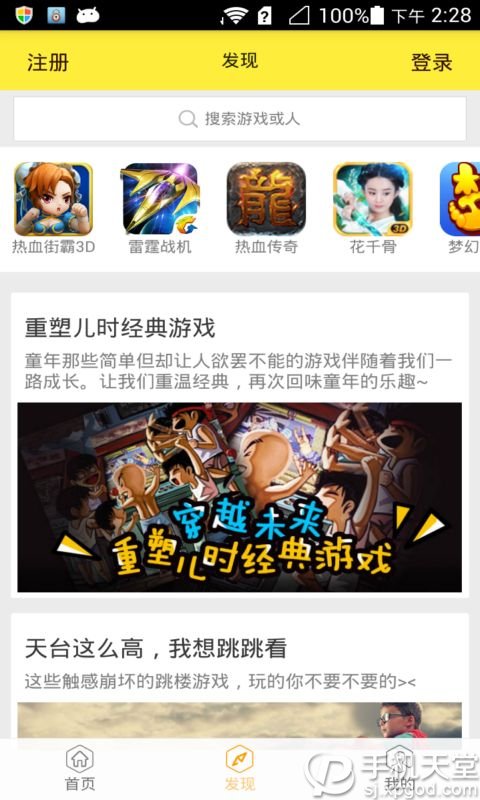 100% 下午 2:28
注册 发现 登录
搜索游戏或人
热血街霸3D 雷霆战机 热血传奇 花千骨 梦幻
重塑儿时经典游戏
童年那些简单但却让人欲罢不能的游戏伴随着我们一
路成长。让我们重温经典，再次回味童年的乐趣~
穿越未来
重塑儿时经典游戏
天台这么高，我想跳跳看
这些触感崩坏的跳楼游戏，玩的你不要不要的><
首页 发现 我的
手机天堂
sj.xpgod.com